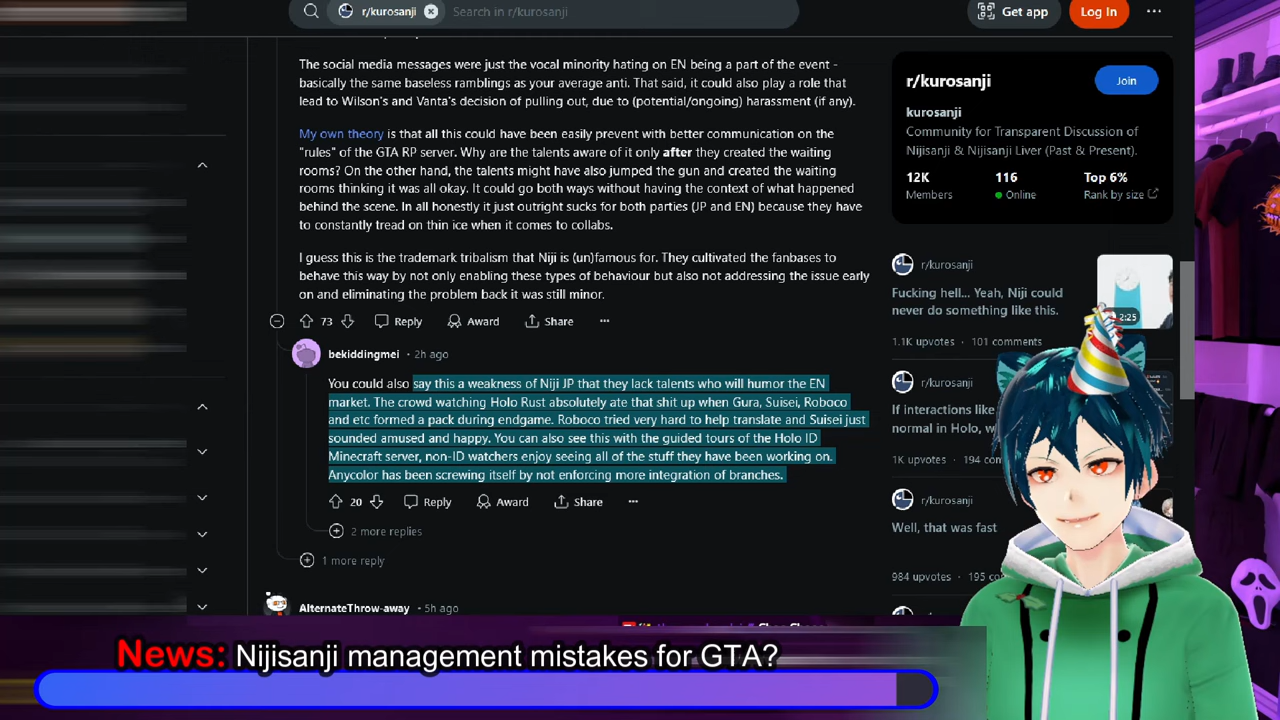 r/kurosanji
Search in r/kurosanji
Get app
Log In
The social media messages were just the vocal minority hating on EN being a part of the event -
basically the same baseless ramblings as your average anti. That said, it could also play a role that
lead to Wilson's and Vanta's decision of pulling out, due to (potential/ongoing) harassment (if any).
My own theory is that all this could have been easily prevent with better communication on the
"rules" of the GTA RP server. Why are the talents aware of it only after they created the waiting
rooms? On the other hand, the talents might have also jumped the gun and created the waiting
rooms thinking it was all okay. It could go both ways without having the context of what happened
behind the scene. In all honestly it just outright sucks for both parties (JP and EN) because they have
to constantly tread on thin ice when it comes to collabs.
I guess this is the trademark tribalism that Niji is (un)famous for. They cultivated the fanbases to
behave this way by not only enabling these types of behaviour but also not addressing the issue early
on and eliminating the problem back it was still minor.
73
Reply
Award
Share
bekiddingmei • 2h ago
You could also say this a weakness of Niji JP that they lack talents who will humor the EN
market. The crowd watching Holo Rust absolutely ate that shit up when Gura, Suisei, Roboco
and etc formed a pack during endgame. Roboco tried very hard to help translate and Suisei just
sounded amused and happy. You can also see this with the guided tours of the Holo ID
Minecraft server, non-ID watchers enjoy seeing all of the stuff they have been working on.
Anycolor has been screwing itself by not enforcing more integration of branches.
20
Reply
Award
Share
2 more replies
1 more reply
AlternateThrow-away • 5h ago
r/kurosanji
Join
kurosanji
Community for Transparent Discussion of
Nijisanji & Nijisanji Liver (Past & Present).
12K
116
Top 6%
Members
Online
Rank by size
r/kurosanji
Fucking hell... Yeah, Niji could
never do something like this.
2:25
1.1K upvotes • 101 comments
r/kurosanji
If interactions like
normal in Holo,
1K upvotes • 194
r/kurosanji
Well, that was fast
984 upvotes • 195
r/kurosanji
News: Nijisanji management mistakes for GTA?